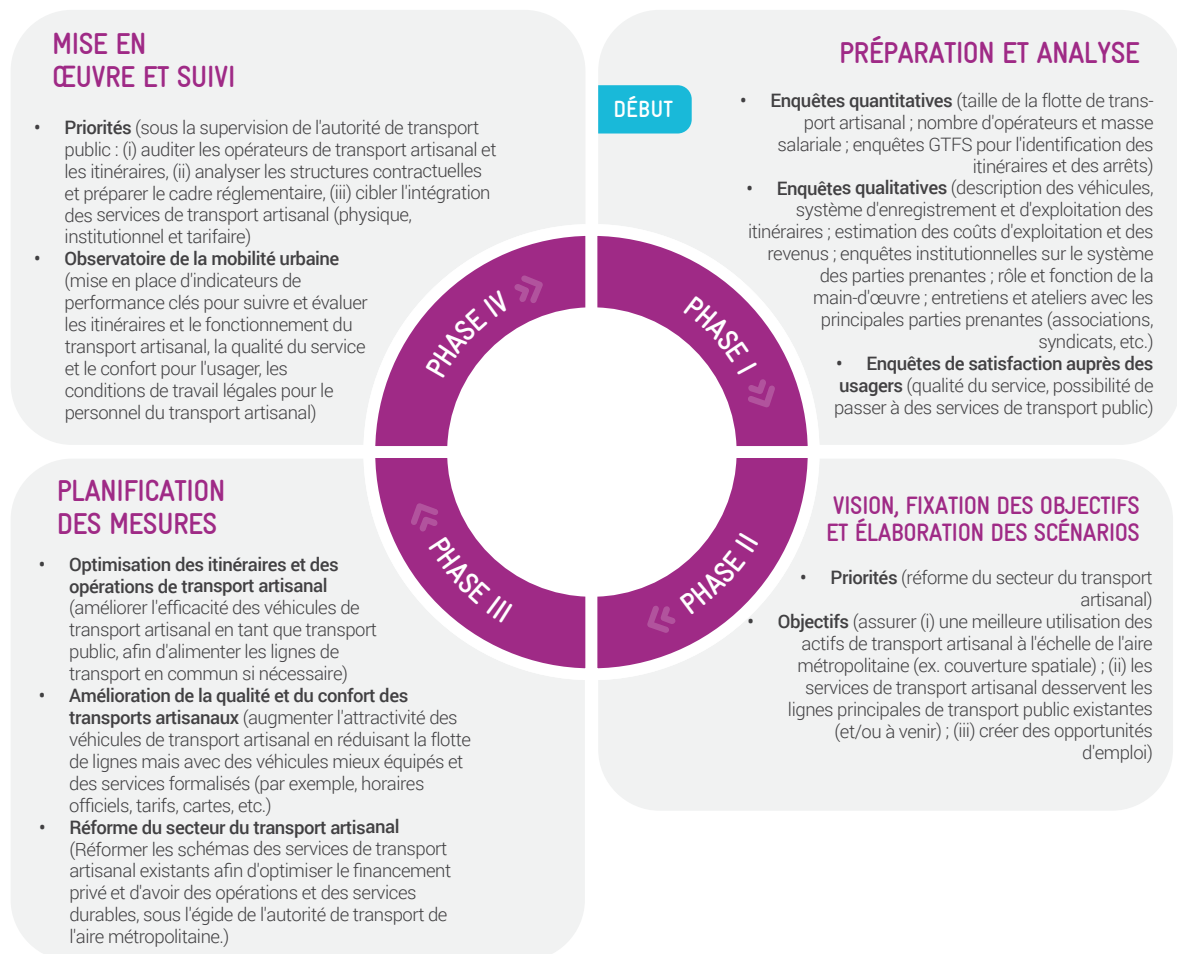 MISE EN
ŒUVRE ET SUIVI
• Priorités (sous la supervision de l'autorité de transport
public : (i) auditer les opérateurs de transport artisanal et
les itinéraires, (ii) analyser les structures contractuelles
et préparer le cadre réglementaire, (iii) cibler l'intégration
des services de transport artisanal (physique,
institutionnel et tarifaire)
• Observatoire de la mobilité urbaine
(mise en place d'indicateurs de
performance clés pour suivre et évaluer
les itinéraires et le fonctionnement du
transport artisanal, la qualité du service
et le confort pour l'usager, les
conditions de travail légales pour le
personnel du transport artisanal)
PHASE IV
DÉBUT
PRÉPARATION ET ANALYSE
• Enquêtes quantitatives (taille de la flotte de trans-
port artisanal ; nombre d'opérateurs et masse
salariale ; enquêtes GTFS pour l'identification des
itinéraires et des arrêts)
• Enquêtes qualitatives (description des véhicules,
système d'enregistrement et d'exploitation des
itinéraires ; estimation des coûts d'exploitation et des
revenus ; enquêtes institutionnelles sur le système
des parties prenantes ; rôle et fonction de la
main-d'œuvre ; entretiens et ateliers avec les
principales parties prenantes (associations,
syndicats, etc.)
• Enquêtes de satisfaction auprès des
usagers (qualité du service, possibilité de
passer à des services de transport public)
PHASE I
PLANIFICATION
DES MESURES
• Optimisation des itinéraires et des
opérations de transport artisanal
(améliorer l'efficacité des véhicules de
transport artisanal en tant que transport
public, afin d'alimenter les lignes de
transport en commun si nécessaire)
• Amélioration de la qualité et du confort des
transports artisanaux (augmenter l'attractivité des
véhicules de transport artisanal en réduisant la flotte
de lignes mais avec des véhicules mieux équipés et
des services formalisés (par exemple, horaires
officiels, tarifs, cartes, etc.)
• Réforme du secteur du transport artisanal
(Réformer les schémas des services de transport
artisanal existants afin d'optimiser le financement
privé et d'avoir des opérations et des services
durables, sous l'égide de l'autorité de transport de
l'aire métropolitaine.)
PHASE III
PHASE II
VISION, FIXATION DES OBJECTIFS
ET ÉLABORATION DES SCÉNARIOS
• Priorités (réforme du secteur du transport
artisanal)
• Objectifs (assurer (i) une meilleure utilisation des
actifs de transport artisanal à l'échelle de l'aire
métropolitaine (ex. couverture spatiale) ; (ii) les
services de transport artisanal desservent les
lignes principales de transport public existantes
(et/ou à venir) ; (iii) créer des opportunités
d'emploi)